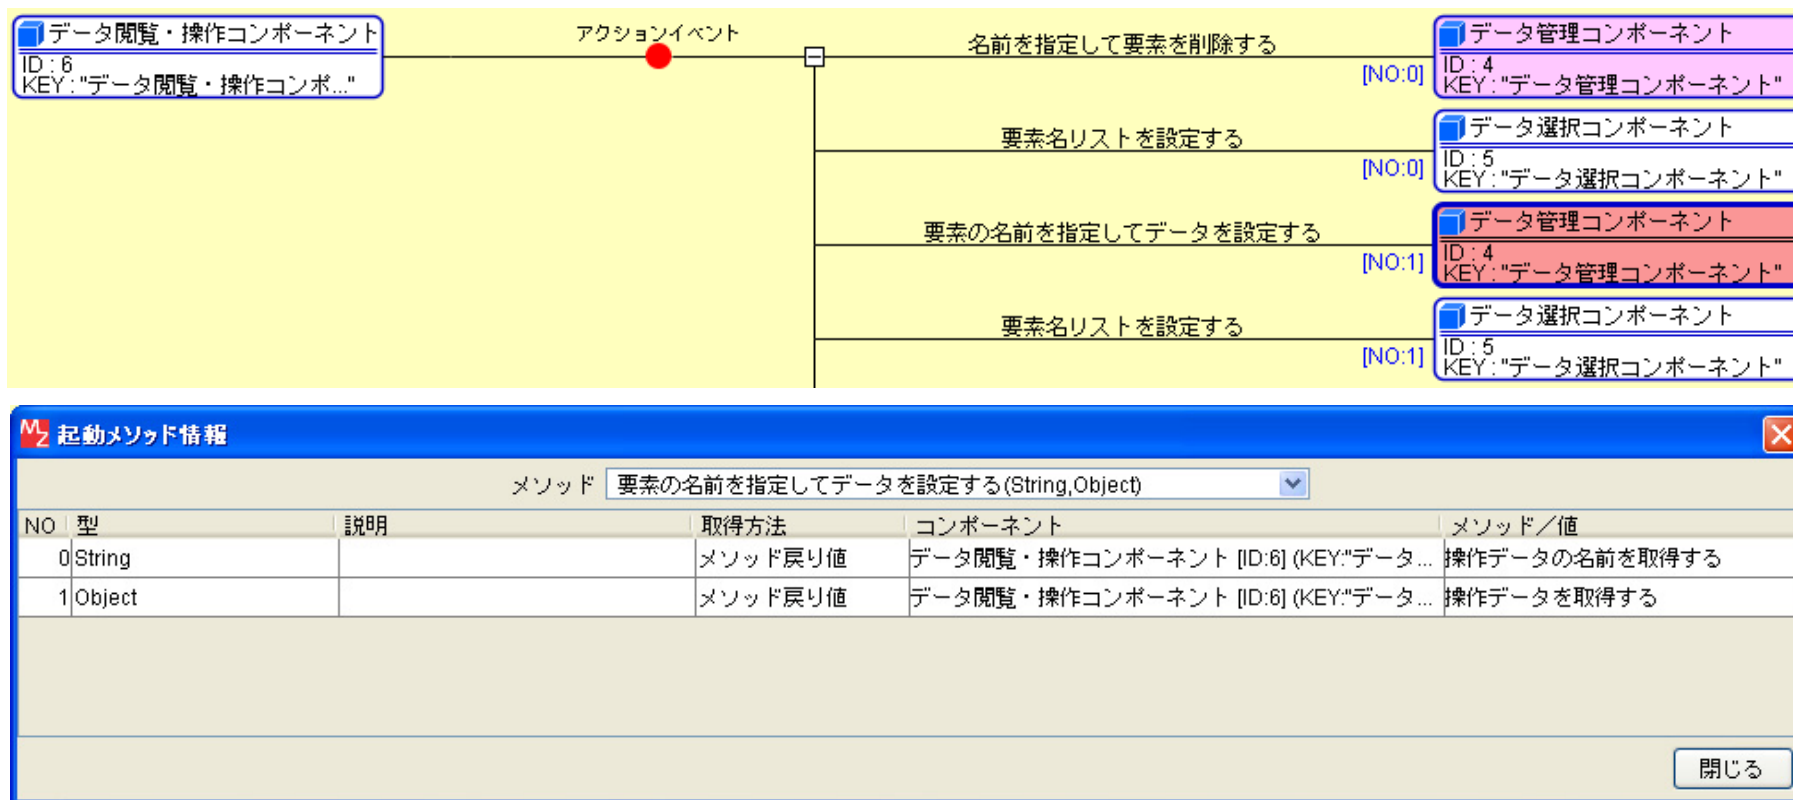 データ閲覧・操作コンポーネント
ID : 6
KEY : "データ閲覧・操作コンポ..."
アクションイベント
名前を指定して要素を削除する
[NO:0]
データ管理コンポーネント
ID : 4
KEY : "データ管理コンポーネント"
要素名リストを設定する
[NO:0]
データ選択コンポーネント
ID : 5
KEY : "データ選択コンポーネント"
要素の名前を指定してデータを設定する
[NO:1]
データ管理コンポーネント
ID : 4
KEY : "データ管理コンポーネント"
要素名リストを設定する
[NO:1]
データ選択コンポーネント
ID : 5
KEY : "データ選択コンポーネント"
MZ 起動メソッド情報
メソッド 要素の名前を指定してデータを設定する(String,Object)
NO 型 説明 取得方法 コンポーネント メソッド／値
0 String メソッド戻り値 データ閲覧・操作コンポーネント [ID:6] (KEY:"データ... 操作データの名前を取得する
1 Object メソッド戻り値 データ閲覧・操作コンポーネント [ID:6] (KEY:"データ... 操作データを取得する
閉じる